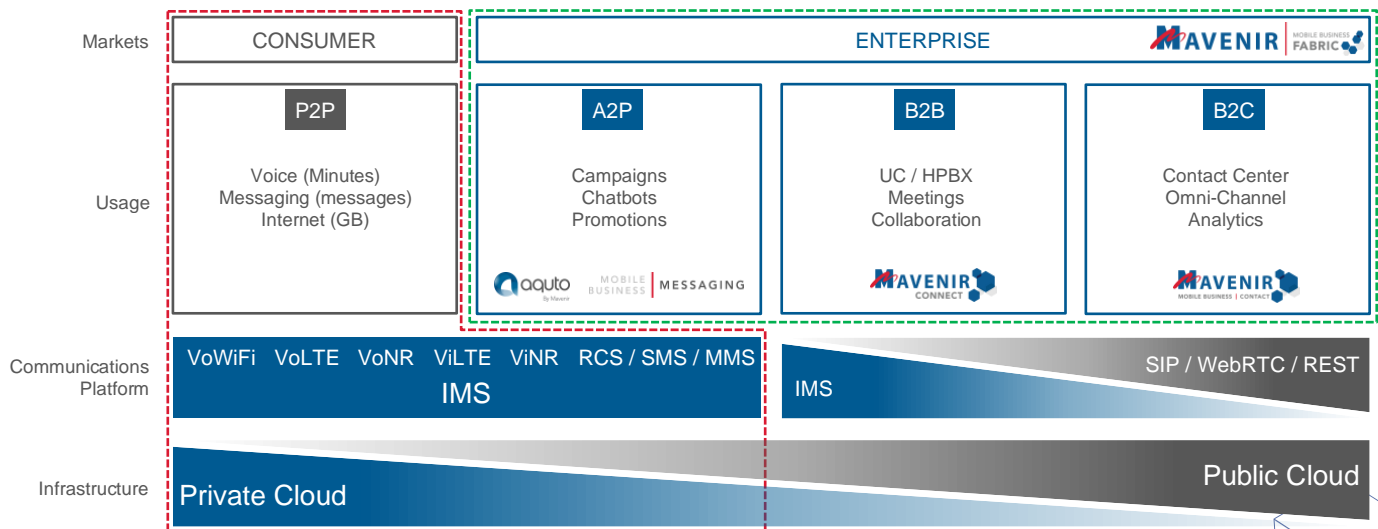 Markets
CONSUMER
ENTERPRISE
MAVENIR
MOBILE BUSINESS
FABRIC
Usage
P2P
Voice (Minutes)
Messaging (messages)
Internet (GB)
A2P
Campaigns
Chatbots
Promotions
aquto
By Mavenir
MOBILE
BUSINESS
MESSAGING
B2B
UC / HPBX
Meetings
Collaboration
MAVENIR
CONNECT
B2C
Contact Center
Omni-Channel
Analytics
MAVENIR
MOBILE BUSINESS | CONTACT
Communications
Platform
VoWiFi VoLTE VoNR ViLTE ViNR RCS / SMS / MMS
IMS
IMS
SIP / WebRTC / REST
Infrastructure
Private Cloud
Public Cloud